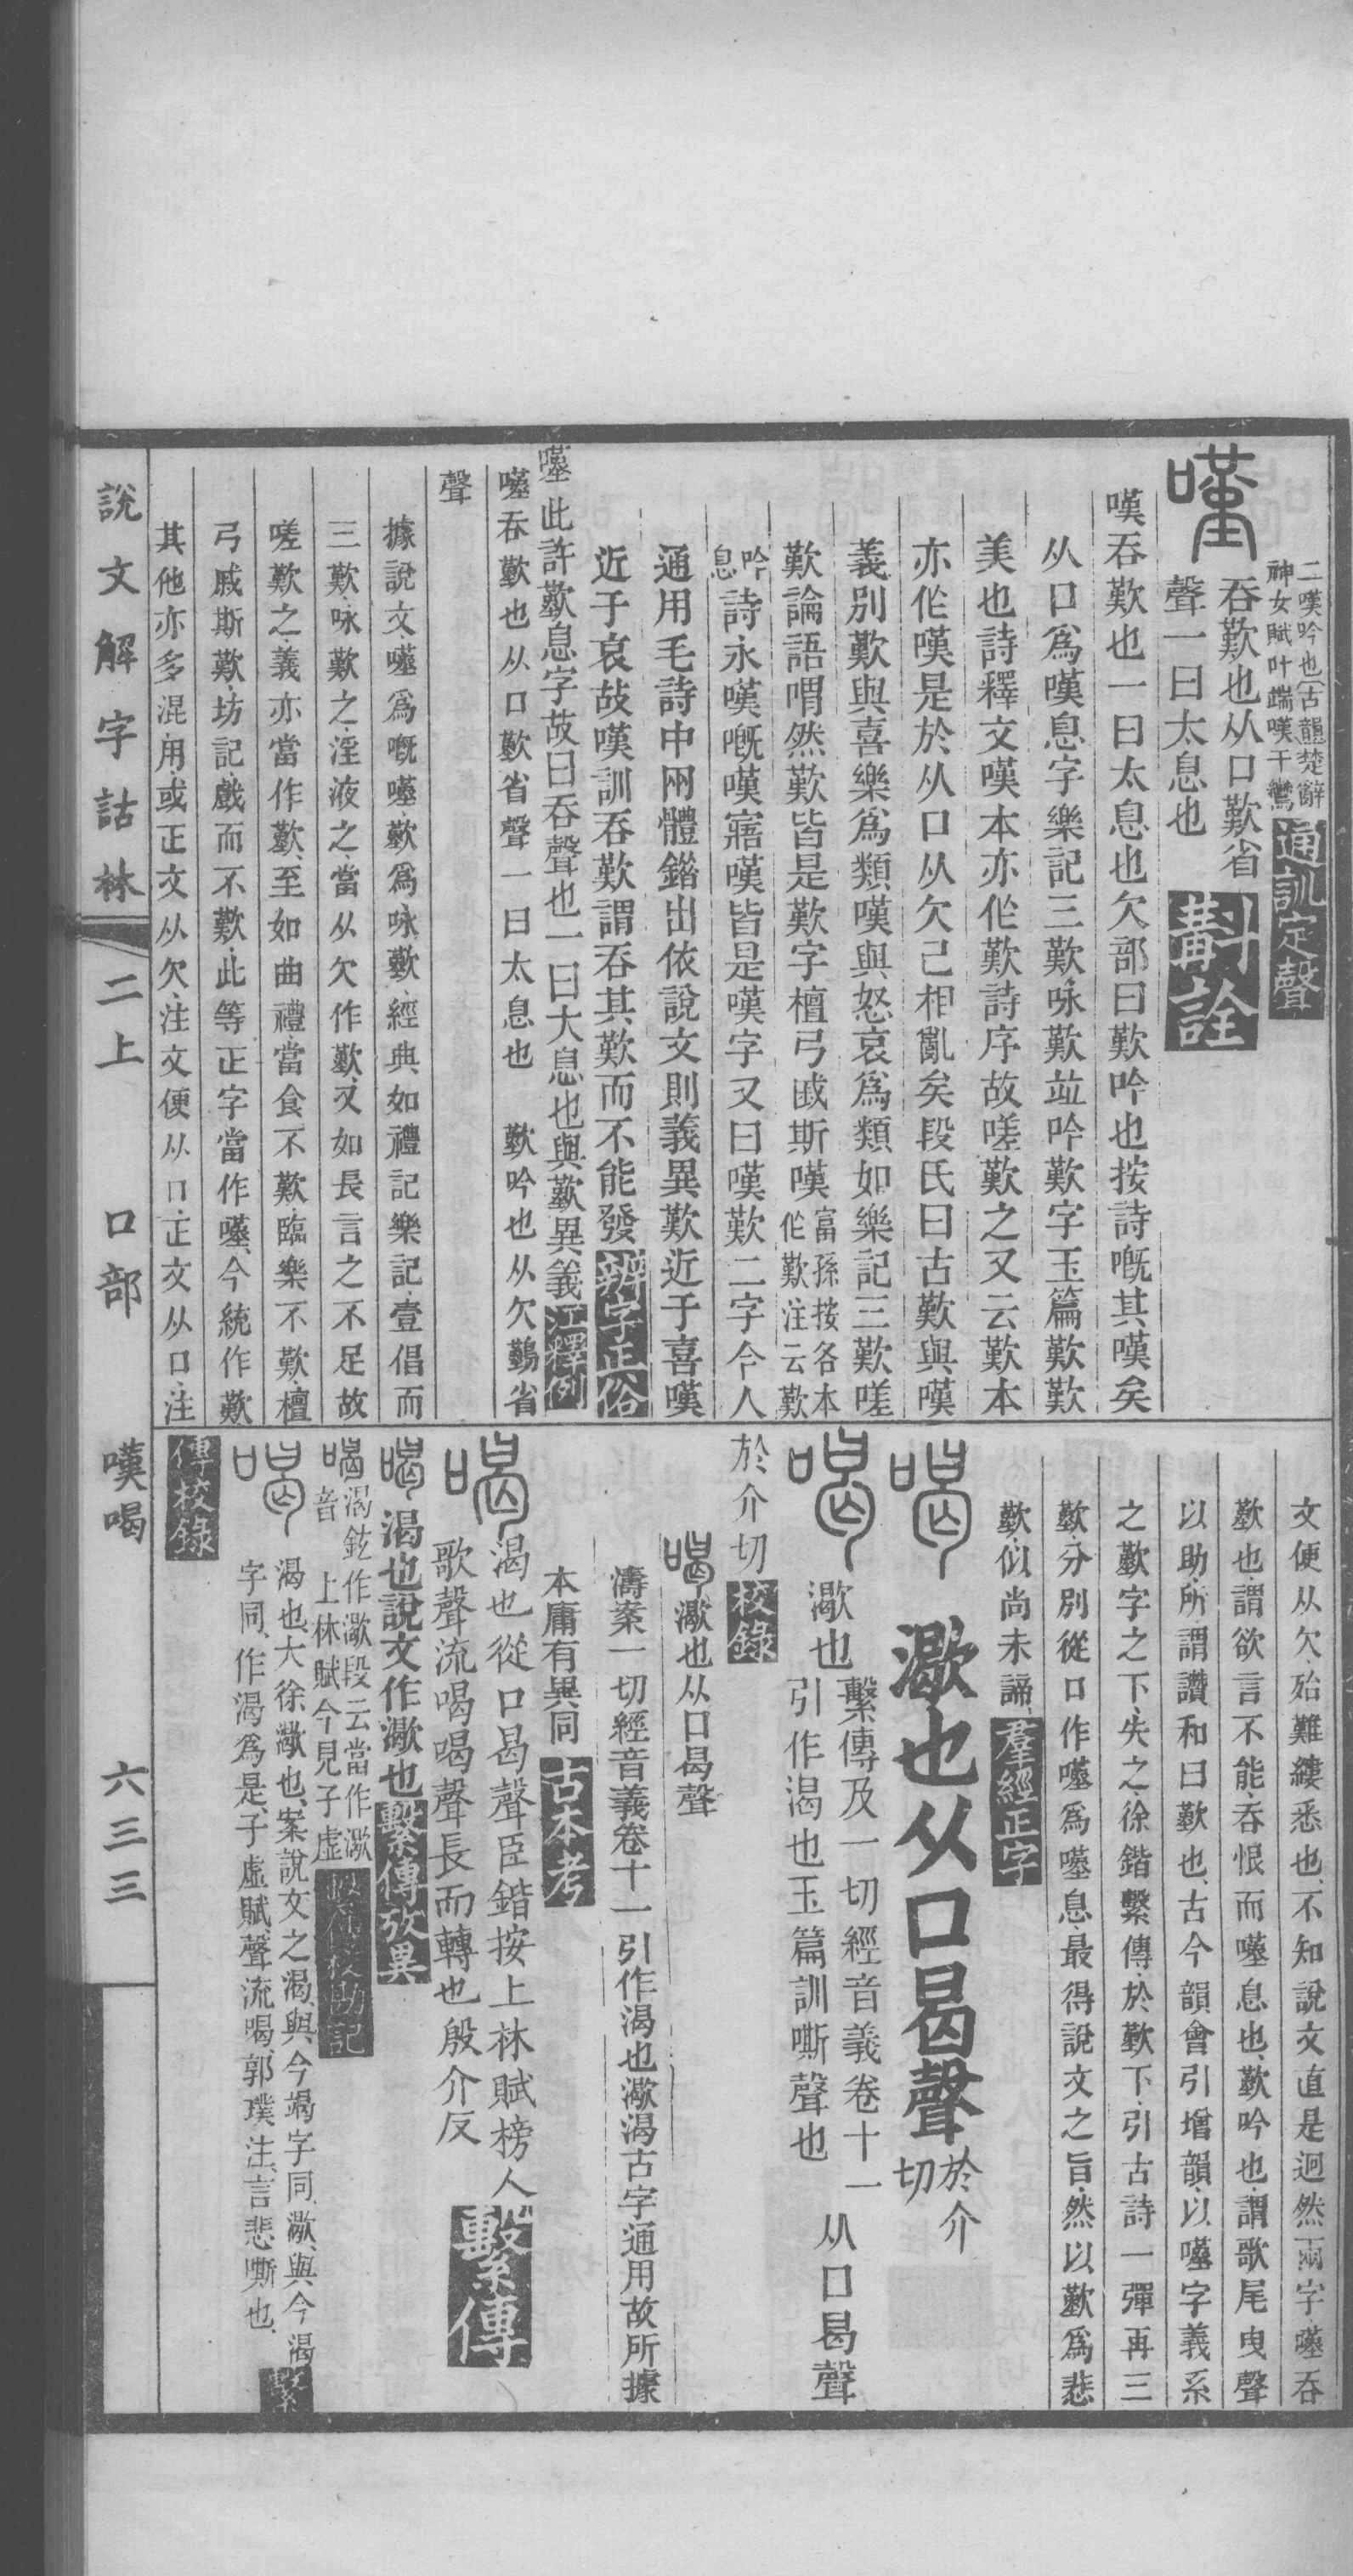 二嘆吟也古韻楚辭
神女賦叶端嘆干鸞
通訓定聲
嘆
吞歎也从口歎省
聲一曰太息也
斠詮
嘆吞歎也一曰太息也欠部曰歎吟也按詩嘅其嘆矣
从口爲嘆息字樂記三歎咏歎竝吟歎字玉篇歎歎
美也詩釋文嘆本亦作歎詩序故嗟歎之又云歎本
亦作嘆是於从口从欠己相亂矣段氏曰古歎與嘆
義別歎與喜樂爲類嘆與怒哀爲類如樂記三歎嗟
歎論語喟然歎皆是歎字檀弓戚斯嘆富孫按各本作歎注云歎
吟息詩永嘆嘅嘆寤嘆皆是嘆字又曰嘆歎二字今人
通用毛詩中兩體鍇出依說文則義異歎近于喜嘆
近于哀故嘆訓吞歎謂吞其歎而不能發辨字正俗
嘆此許歎息字故曰吞聲也一曰大息也與歎異義江釋例
嘆吞歎也从口歎省聲一曰太息也 歎吟也从欠鷬省
聲
據說文嘆爲嘅嘆歎爲咏歎經典如禮記樂記壹倡而
三歎咏歎之淫液之當从欠作歎又如長言之不足故
嗟歎之義亦當作歎至如曲禮當食不歎臨樂不歎檀
弓戚斯歎坊記戲而不歎此等正字當作嘆今統作歎
其他亦多混用或正文从欠注文便从口正文从口注
文便从欠殆難縷悉也不知說文直是迥然兩字嘆吞
歎也謂欲言不能吞恨而嘆息也歎吟也謂歌尾曳聲
以助所謂讚和曰歎也古今韻會引增韻以嘆字義系
之歎字之下失之徐鍇繫傳於歎下引古詩一彈再三
歎分別從口作嘆爲嘆息最得說文之旨然以歎爲悲
歎似尚未諦羣經正字
喝 㵣也从口曷聲於介切
喝㵣也繫傳及一切經音義卷十一引作渴也玉篇訓嘶聲也从口曷聲
於介切校錄
喝㵣也从口曷聲
濤案一切經音義卷十一引作渴也㵣渴古字通用故所據
本庸有異同古本考
喝渴也從口曷聲臣鍇按上林賦榜人
歌聲流喝喝聲長而轉也殷介反
繫傳
喝渴也說文作㵣也繫傳攷異
喝渴鉉作㵣段云當作㵣
音上林賦今見子虛
繫傳校勘記
喝渴也大徐㵣也案說文之渴與今竭字同㵣與今渴
字同作渴爲是子虛賦聲流喝郭璞注言悲嘶也
繫
傳校錄
說文解字詁林 二上 口部 嘆喝 六三三